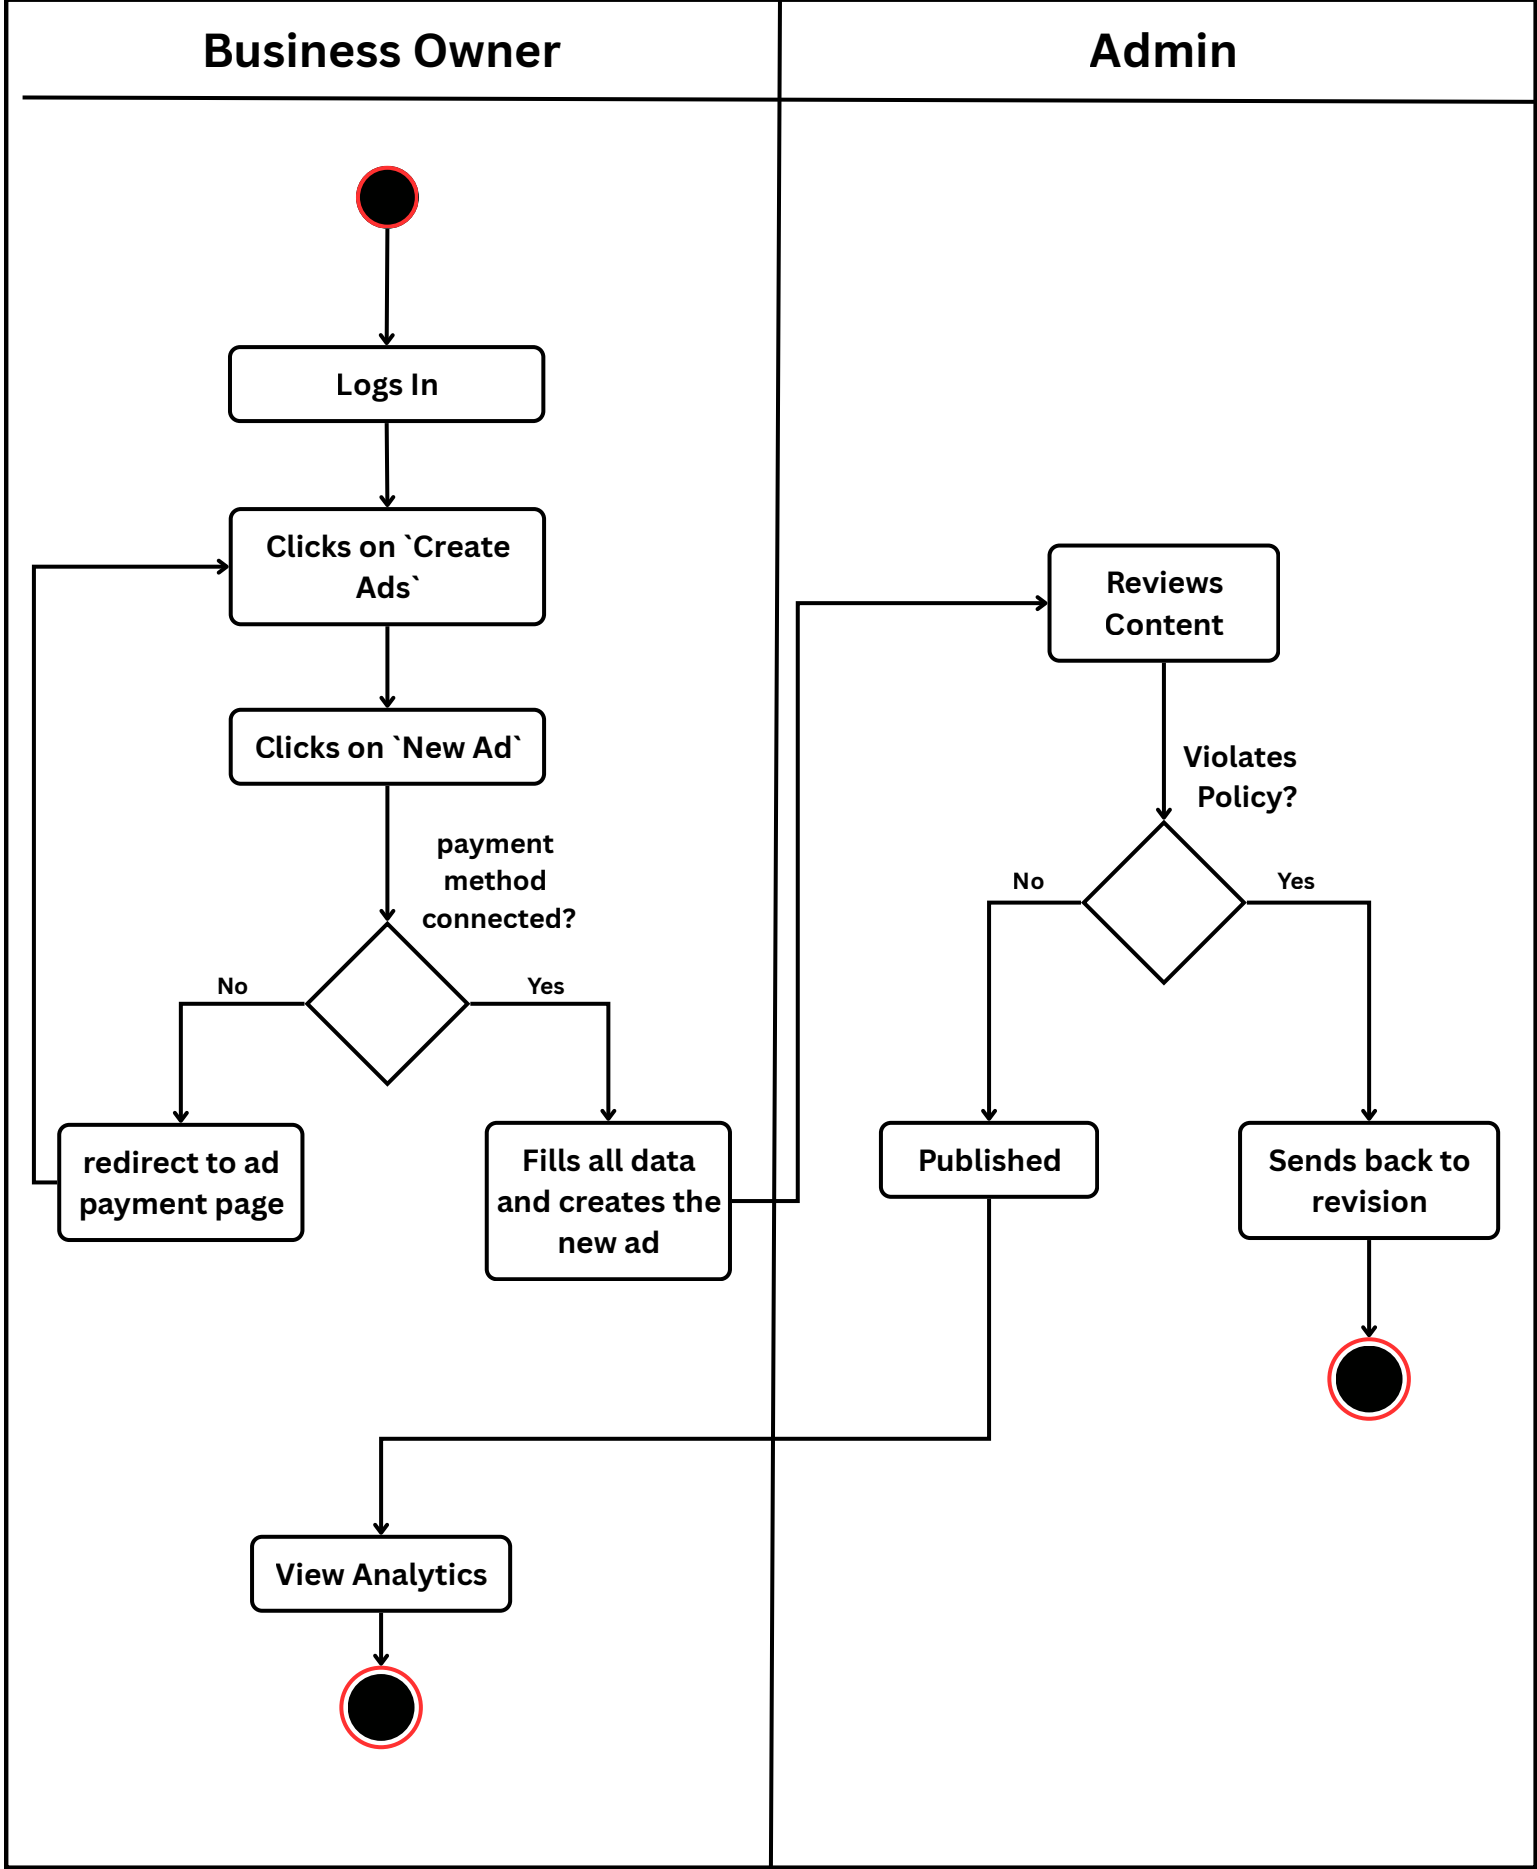 Business Owner
Admin
Logs In
Clicks on `Create
Ads`
Clicks on `New Ad`
payment
method
connected?
No
Yes
redirect to ad
payment page
Fills all data
and creates the
new ad
Reviews
Content
Violates
Policy?
No
Yes
Published
Sends back to
revision
View Analytics